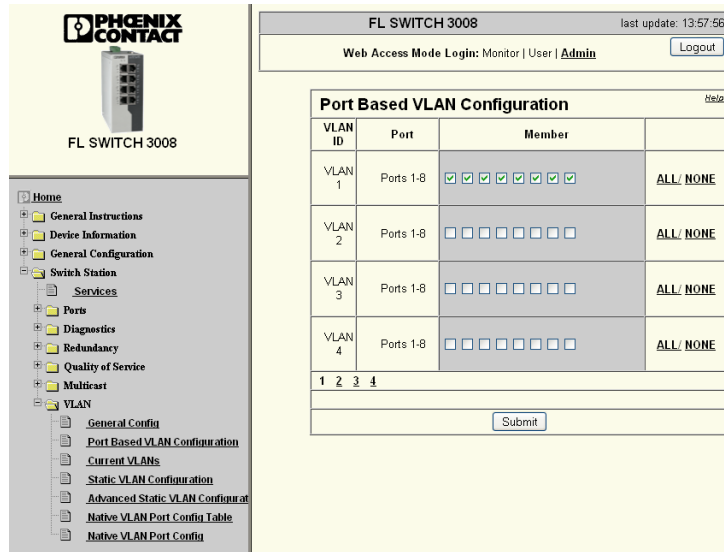 PHŒNIX
CONTACT
FL SWITCH 3008
Home
General Instructions
Device Information
General Configuration
Switch Station
Services
Ports
Diagnostics
Redundancy
Quality of Service
Multicast
VLAN
General Config
Port Based VLAN Configuration
Current VLANs
Static VLAN Configuration
Advanced Static VLAN Configurat
Native VLAN Port Config Table
Native VLAN Port Config
FL SWITCH 3008 last update: 13:57:56
Web Access Mode Login: Monitor | User | Admin Logout
Port Based VLAN Configuration Help
VLAN ID Port Member
VLAN 1 Ports 1-8 ALL/ NONE
VLAN 2 Ports 1-8 ALL/ NONE
VLAN 3 Ports 1-8 ALL/ NONE
VLAN 4 Ports 1-8 ALL/ NONE
1 2 3 4
Submit